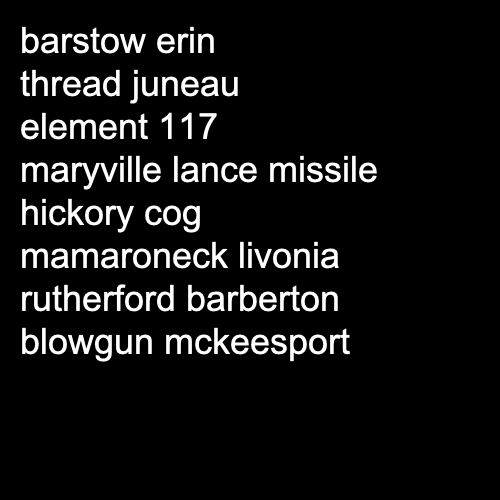 barstow erin
thread juneau
element 117
maryville lance missile
hickory cog
mamaroneck livonia
rutherford barberton
blowgun mckeesport